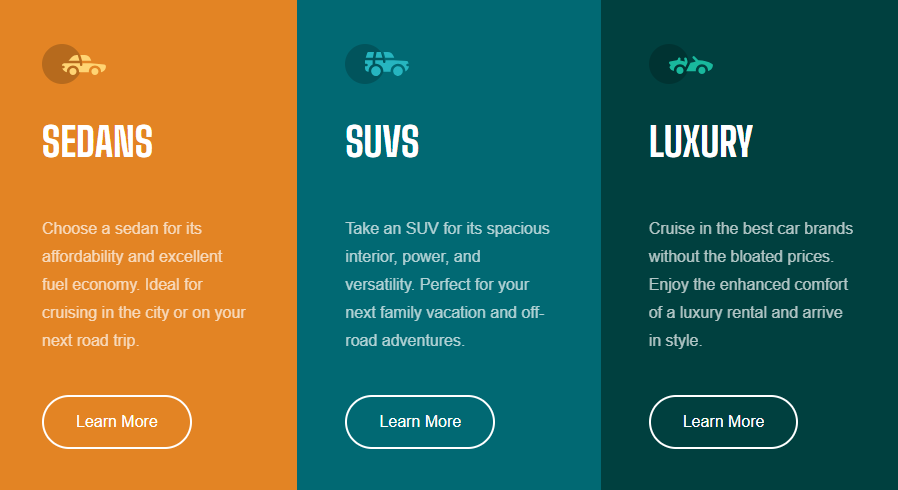 SEDANS
Choose a sedan for its
affordability and excellent
fuel economy. Ideal for
cruising in the city or on your
next road trip.
Learn More
SUVS
Take an SUV for its spacious
interior, power, and
versatility. Perfect for your
next family vacation and off-
road adventures.
Learn More
LUXURY
Cruise in the best car brands
without the bloated prices.
Enjoy the enhanced comfort
of a luxury rental and arrive
in style.
Learn More